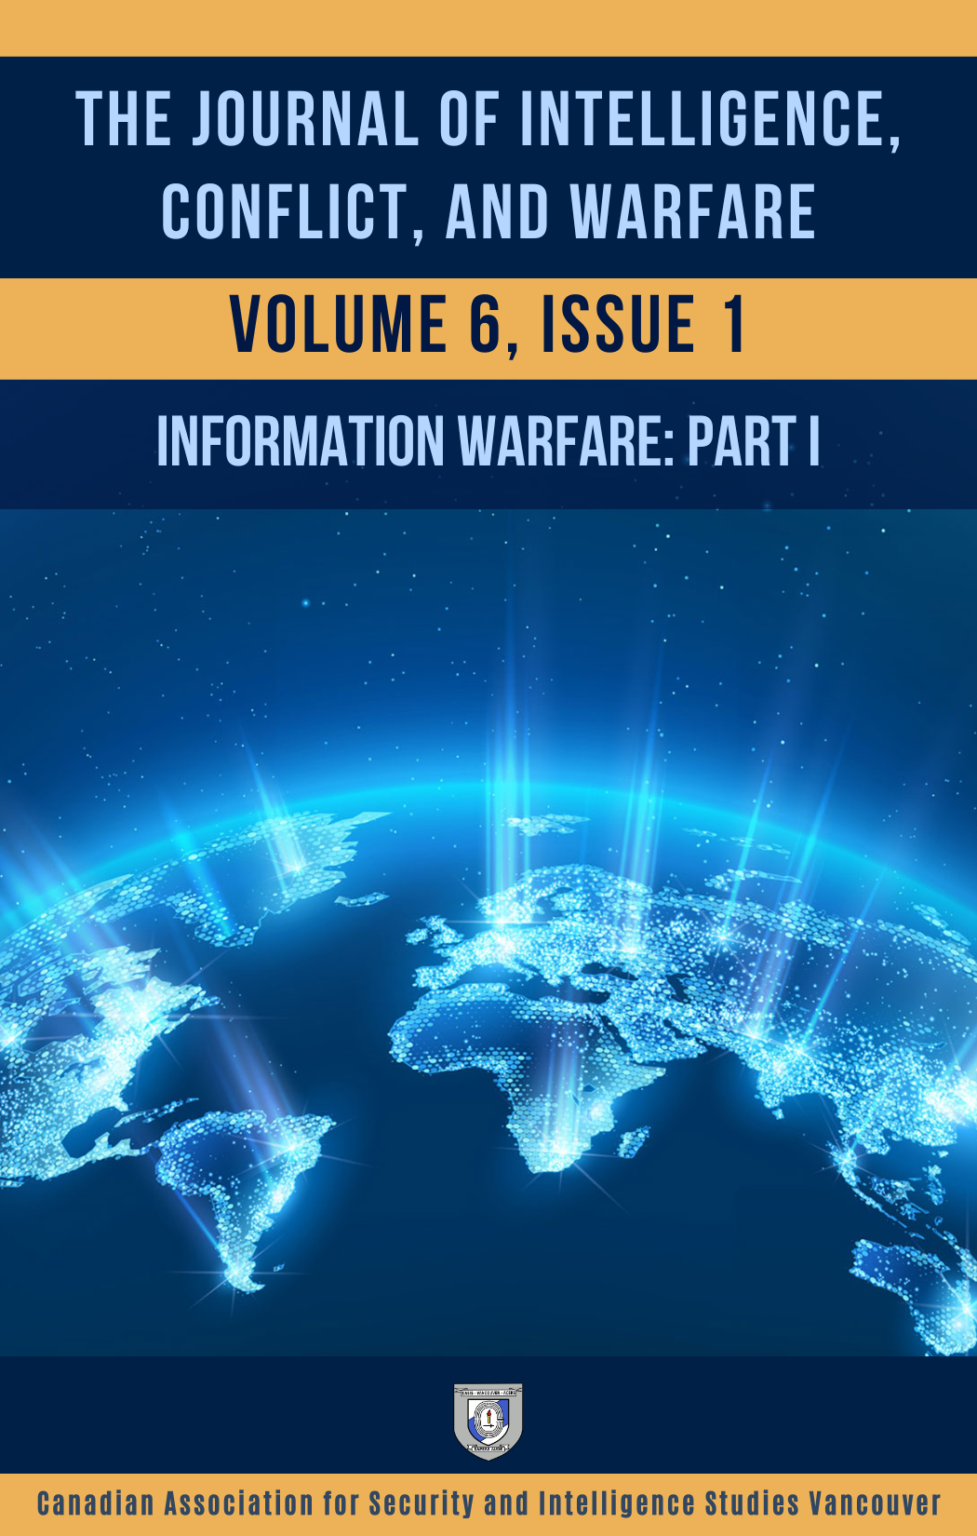 THE JOURNAL OF INTELLIGENCE,
CONFLICT, AND WARFARE
VOLUME 6, ISSUE 1
INFORMATION WARFARE: PART I
Canadian Association for Security and Intelligence Studies Vancouver